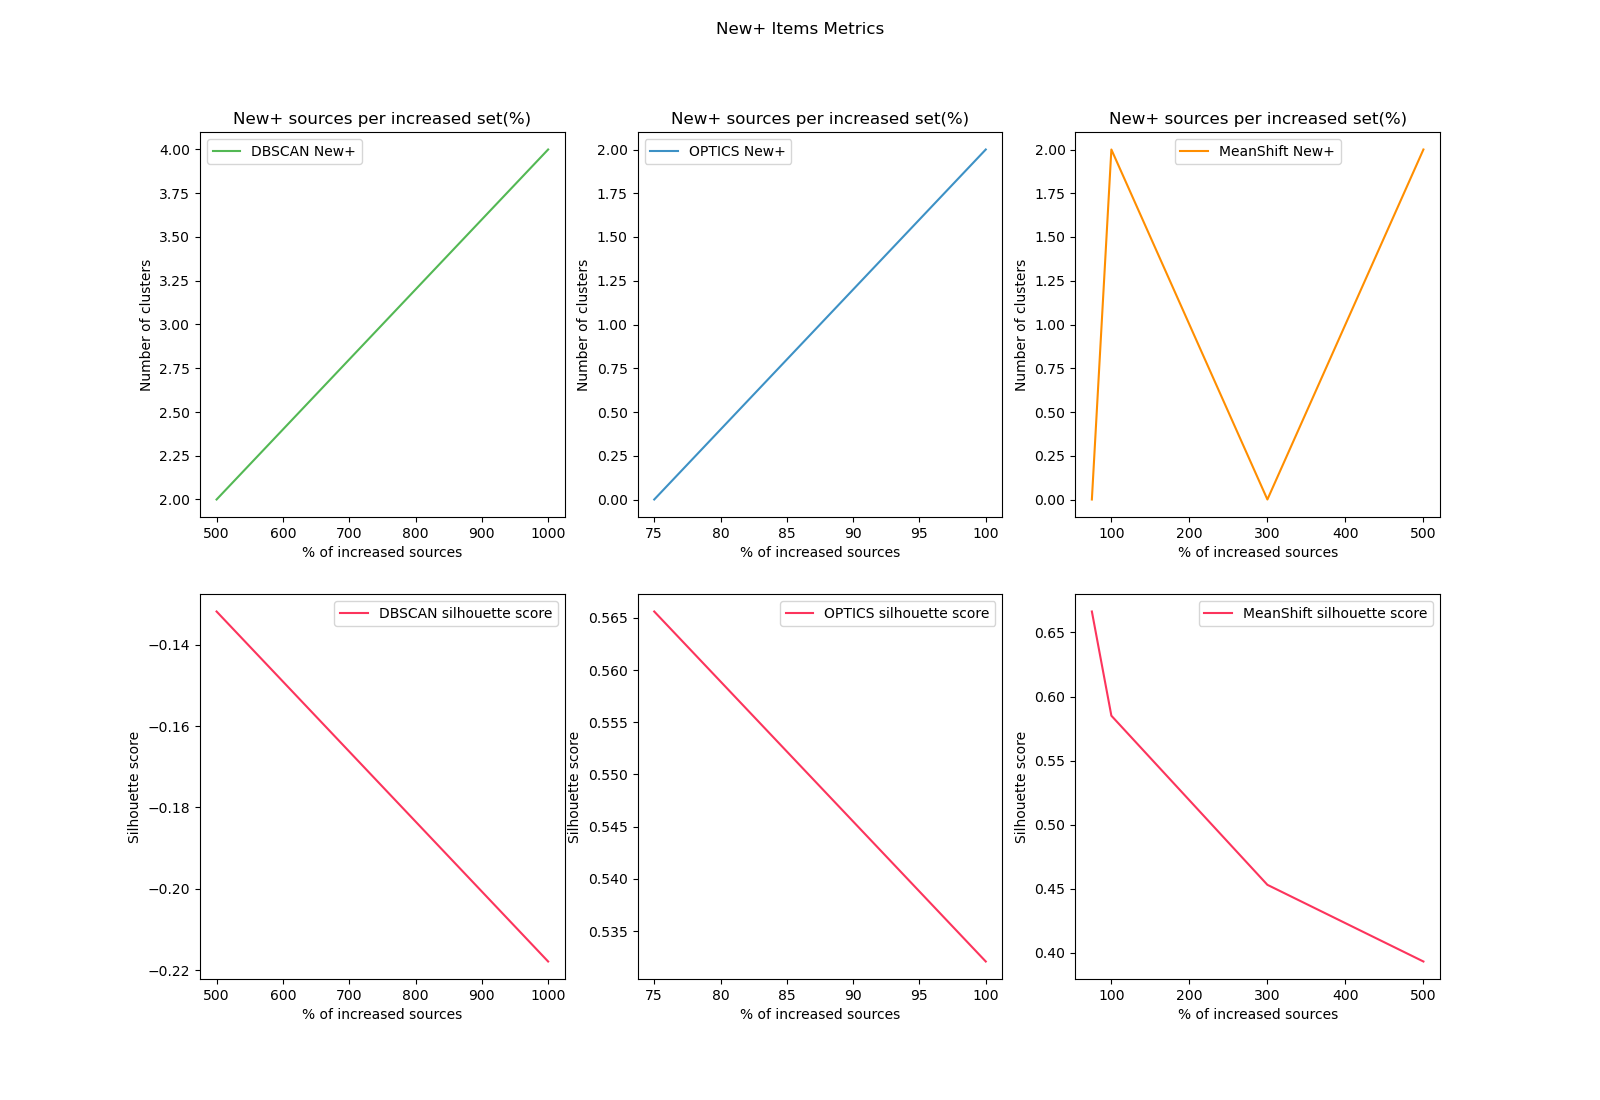 New+ Items Metrics
New+ sources per increased set(%)
DBSCAN New+
4.00
3.75
3.50
3.25
3.00
2.75
2.50
2.25
2.00
Number of clusters
500 600 700 800 900 1000
% of increased sources
New+ sources per increased set(%)
OPTICS New+
2.00
1.75
1.50
1.25
1.00
0.75
0.50
0.25
0.00
Number of clusters
75 80 85 90 95 100
% of increased sources
New+ sources per increased set(%)
MeanShift New+
2.00
1.75
1.50
1.25
1.00
0.75
0.50
0.25
0.00
Number of clusters
100 200 300 400 500
% of increased sources
DBSCAN silhouette score
−0.14
−0.16
−0.18
−0.20
−0.22
Silhouette score
500 600 700 800 900 1000
% of increased sources
OPTICS silhouette score
0.565
0.560
0.555
0.550
0.545
0.540
0.535
Silhouette score
75 80 85 90 95 100
% of increased sources
MeanShift silhouette score
0.65
0.60
0.55
0.50
0.45
0.40
Silhouette score
100 200 300 400 500
% of increased sources